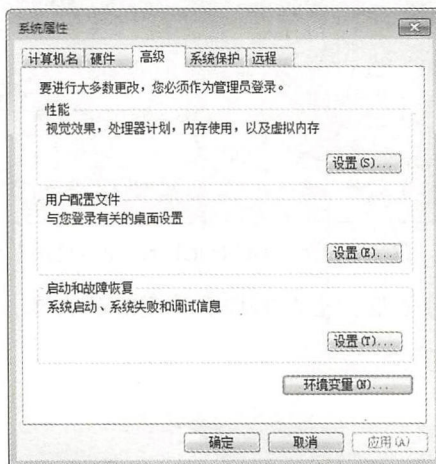 系统属性
计算机名 硬件 高级 系统保护 远程
要进行大多数更改，您必须作为管理员登录。
性能
视觉效果，处理器计划，内存使用，以及虚拟内存
设置(S)...
用户配置文件
与您登录有关的桌面设置
设置(E)...
启动和故障恢复
系统启动、系统失败和调试信息
设置(T)...
环境变量(N)...
确定 取消 应用(A)